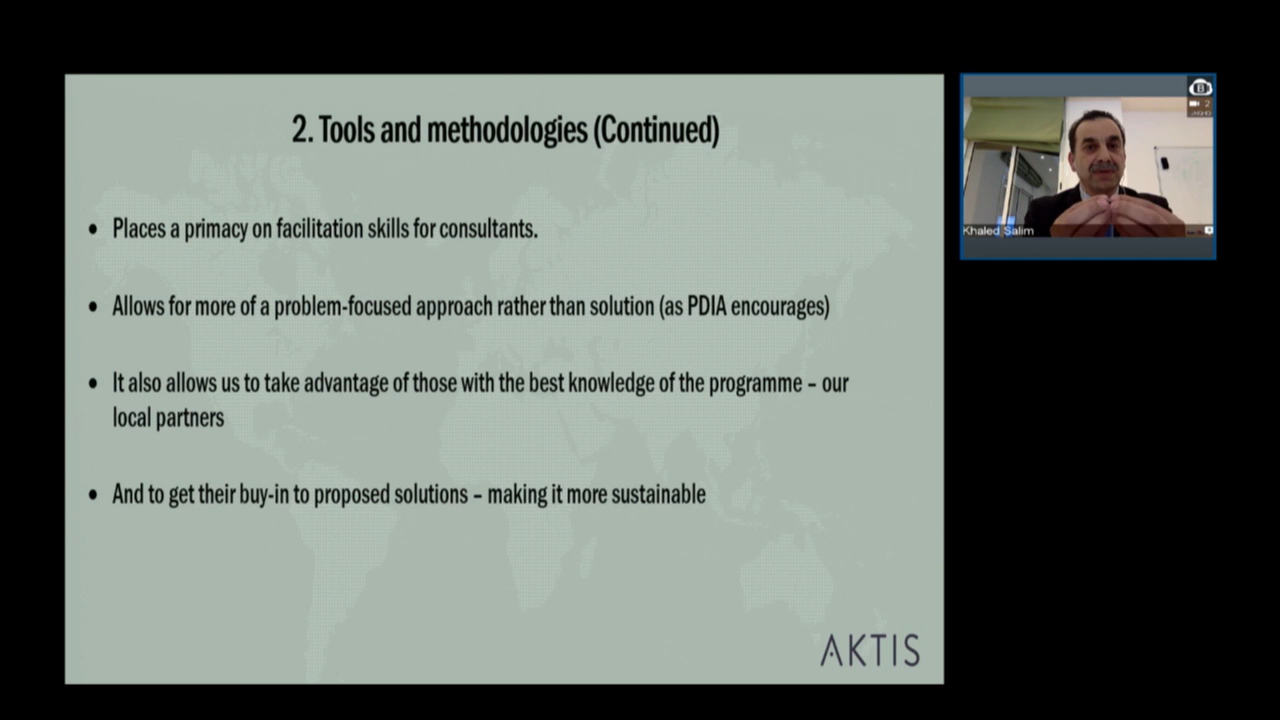 2. Tools and methodologies (Continued)
• Places a primacy on facilitation skills for consultants.
• Allows for more of a problem-focused approach rather than solution (as PDIA encourages)
• It also allows us to take advantage of those with the best knowledge of the programme – our
local partners
• And to get their buy-in to proposed solutions – making it more sustainable
AKTIS
2
Khaled Salim